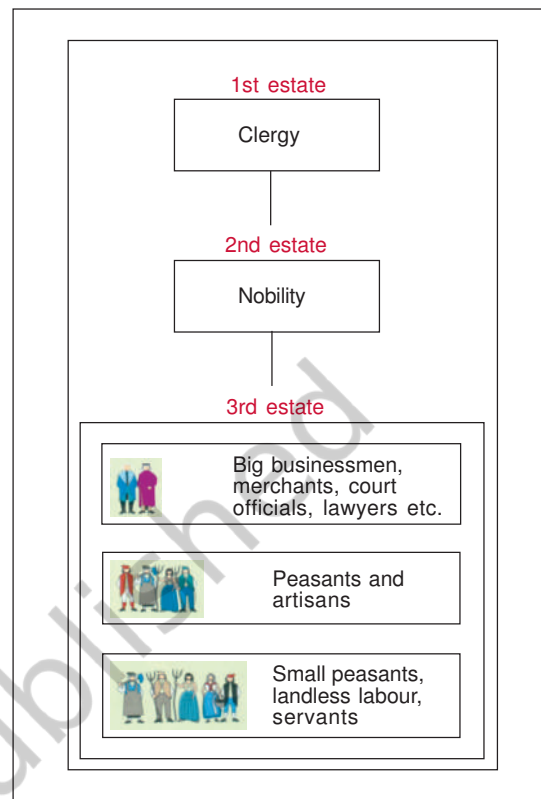 1st estate
Clergy
2nd estate
Nobility
3rd estate
Big businessmen,
merchants, court
officials, lawyers etc.
Peasants and
artisans
Small peasants,
landless labour,
servants